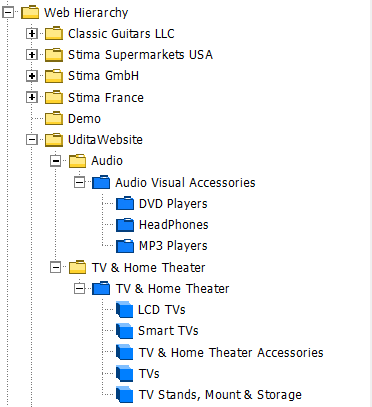 Web Hierarchy
Classic Guitars LLC
Stima Supermarkets USA
Stima GmbH
Stima France
Demo
UditaWebsite
Audio
Audio Visual Accessories
DVD Players
HeadPhones
MP3 Players
TV & Home Theater
TV & Home Theater
LCD TVs
Smart TVs
TV & Home Theater Accessories
TVs
TV Stands, Mount & Storage